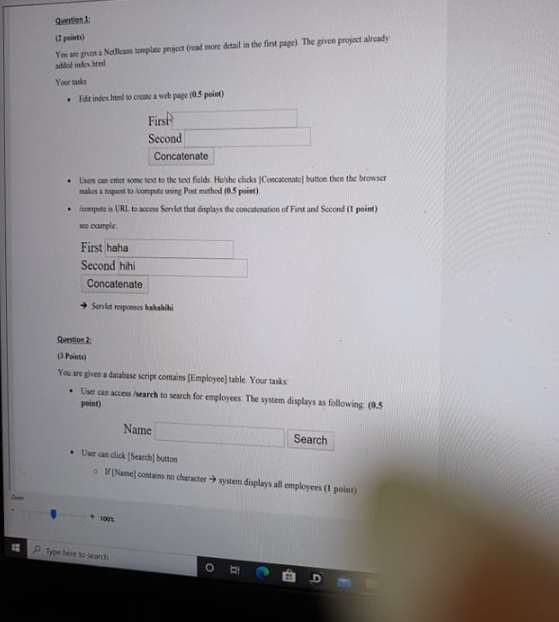 Question 1:
(2 points)
You are given a NetBeans template project (read more detail in the first page). The given project already
added index.html.
Your tasks
• Edit index.html to create a web page (0.5 point)
First
Second
Concatenate
• Users can enter some text to the text fields. He/she clicks [Concatenate] button then the browser
makes a request to /compute using Post method (0.5 point).
• /compute is URL to access Servlet that displays the concatenation of First and Second (1 point)
see example:
First haha
Second hihi
Concatenate
→ Servlet responses hahahihi
Question 2:
(3 Points)
You are given a database script contains [Employee] table. Your tasks:
• User can access /search to search for employees. The system displays as following: (0.5
point)
Name
Search
• User can click [Search] button
o If [Name] contains no character → system displays all employees (1 point)
Zoom
- + 100%
Type here to search